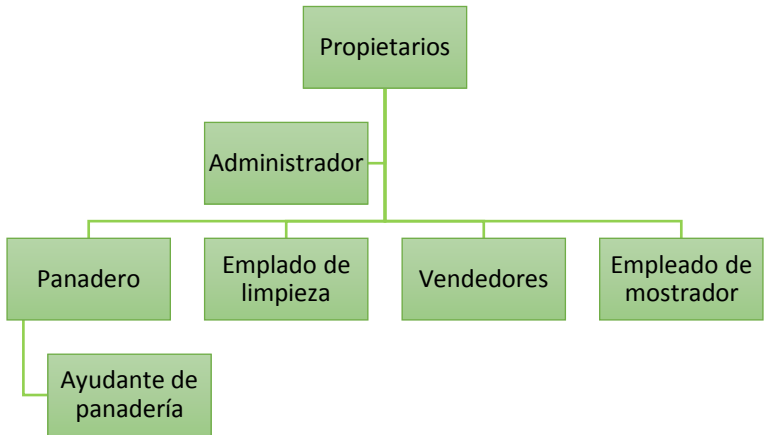 Propietarios
Administrador
Panadero
Emplado de
limpieza
Vendedores
Empleado de
mostrador
Ayudante de
panadería